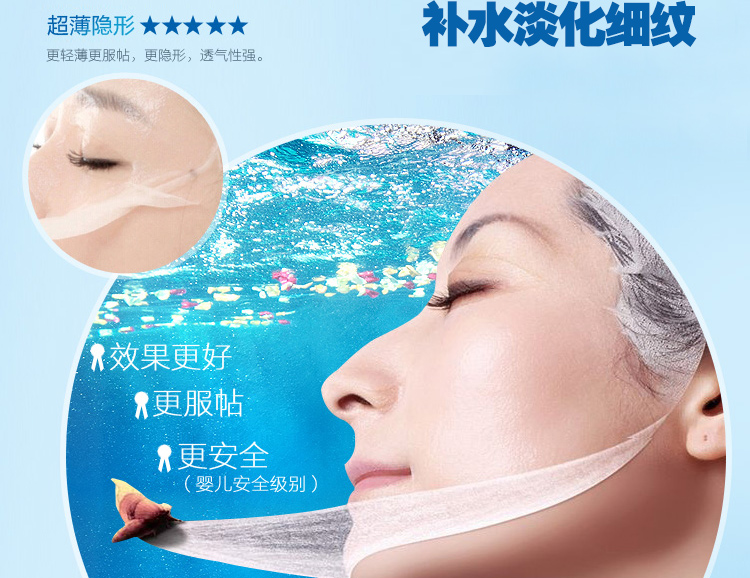 超薄隐形 ★★★★★
更轻薄更服帖，更隐形，透气性强。
补水淡化细纹
效果更好
更服帖
更安全
（婴儿安全级别）